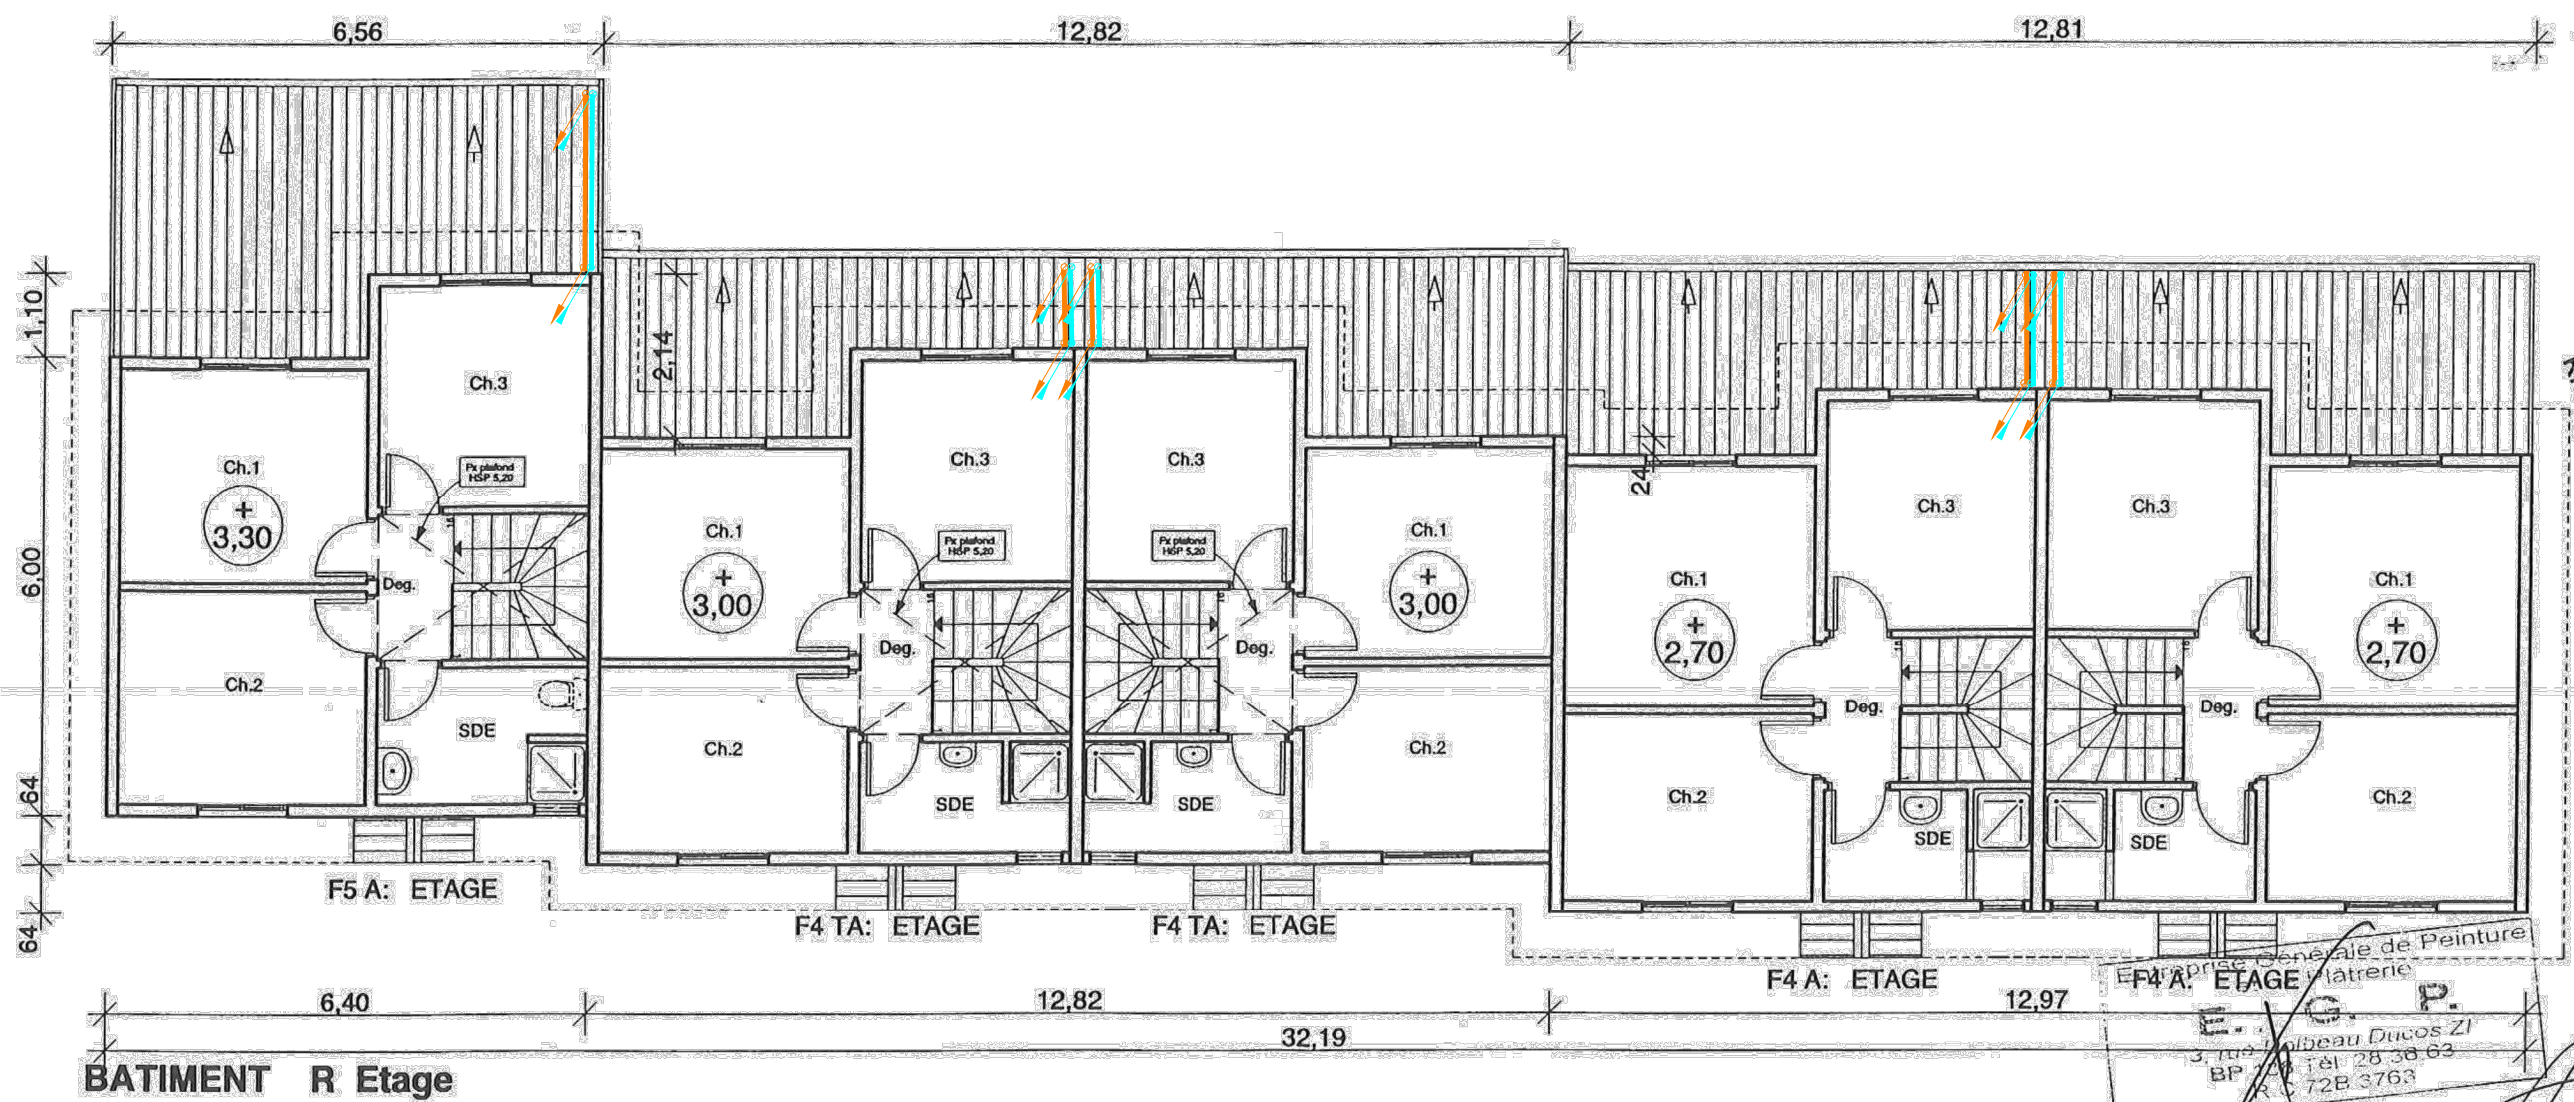 6,56
12,82
12,81
1,10
6,00
64
64
2,14
24
Ch.3
Ch.1
+
3,30
Px plafond
HSP 5,20
Deg.
Ch.2
SDE
F5 A: ETAGE
Ch.3
Ch.1
+
3,00
Px plafond
HSP 5,20
Deg.
Ch.2
SDE
F4 TA: ETAGE
Ch.3
Ch.1
+
3,00
Px plafond
HSP 5,20
Deg.
Ch.2
SDE
F4 TA: ETAGE
Ch.3
Ch.1
+
2,70
Deg.
Ch.2
SDE
F4 A: ETAGE
Ch.3
Ch.1
+
2,70
Deg.
Ch.2
SDE
F4 A: ETAGE
6,40
12,82
12,97
32,19
BATIMENT R Etage
Entreprise Générale de Peinture
Plâtrerie
E. G. P.
3, rue Ducos ZI
BP Tél 28 38 63
R C 72B 3763